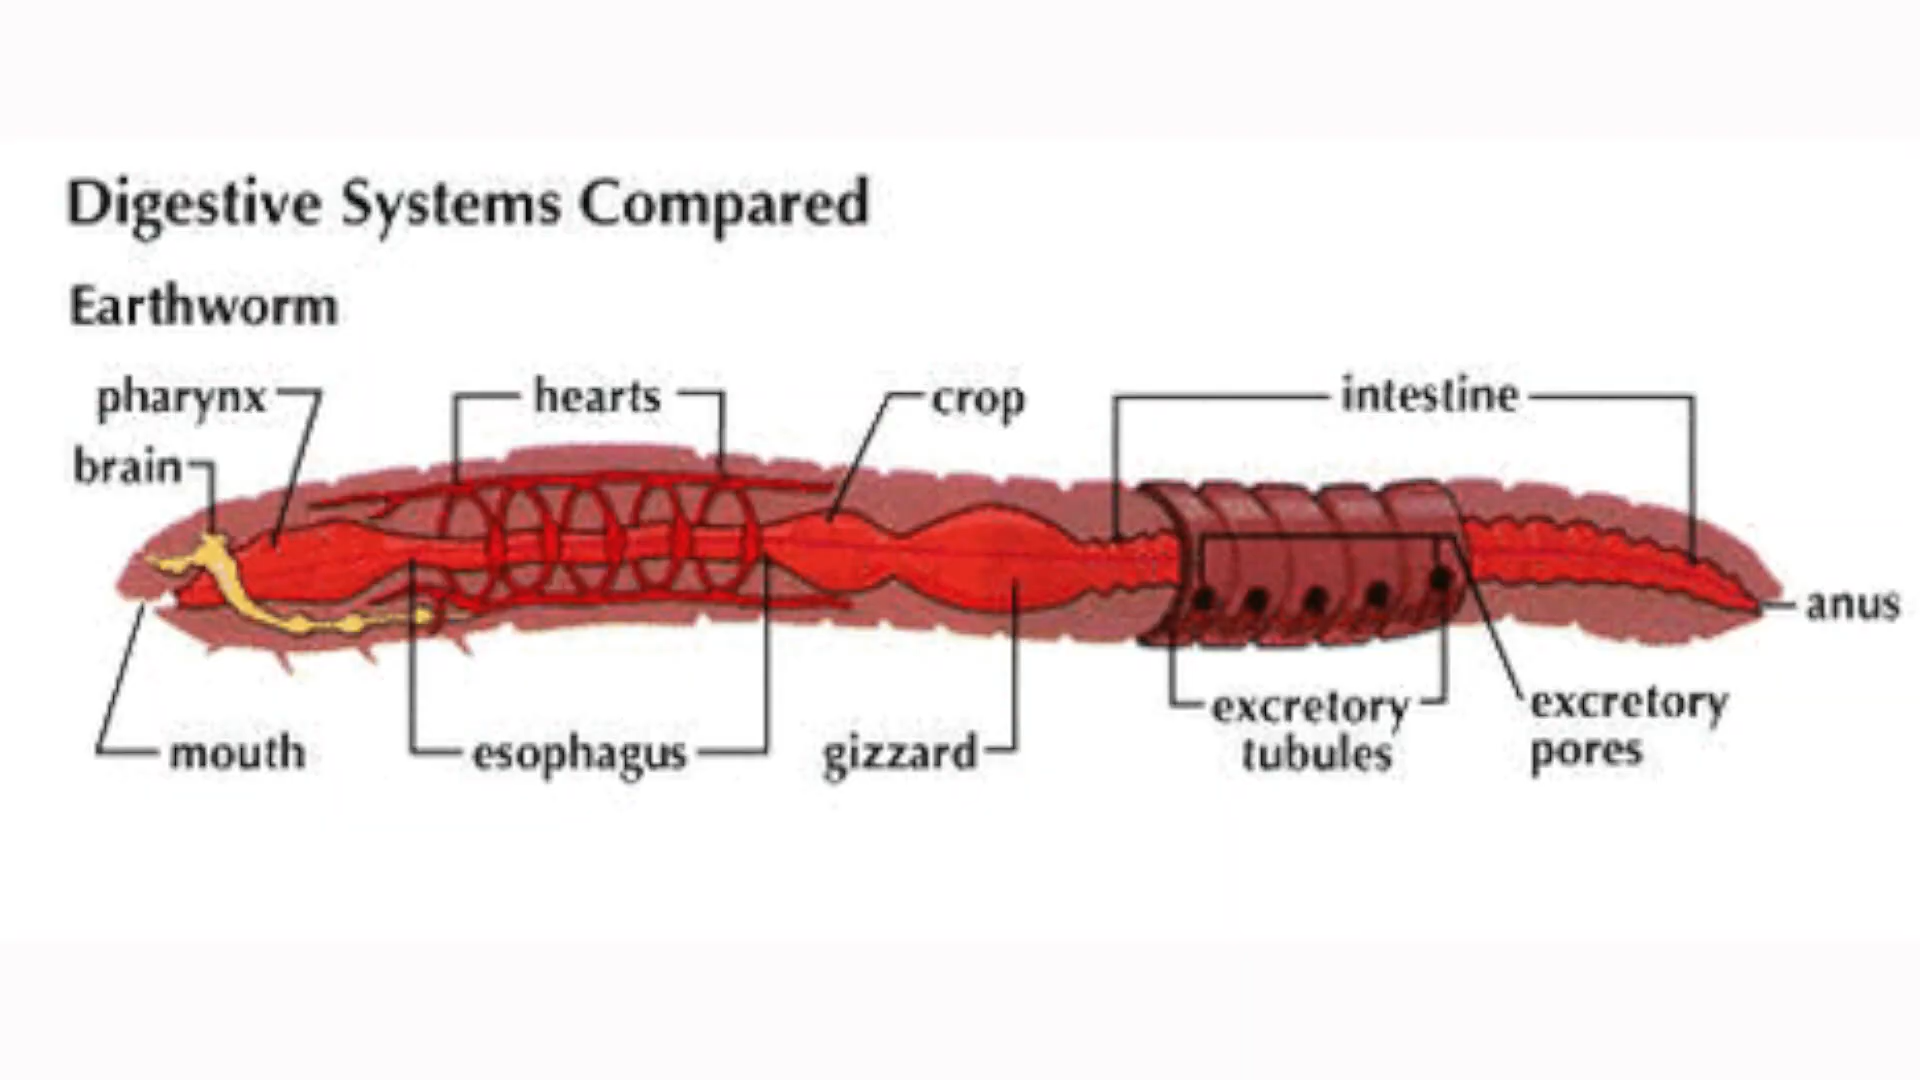 Digestive Systems Compared
Earthworm
pharynx
hearts
crop
intestine
brain
anus
mouth
esophagus
gizzard
excretory
tubules
excretory
pores